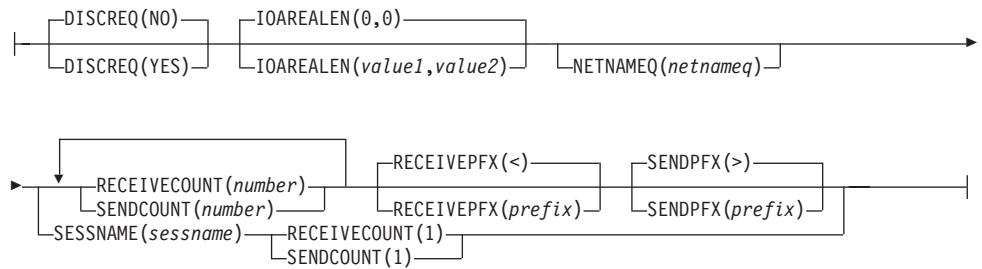 DISCREQ(NO) IOAREALEN(0,0)
DISCREQ(YES) IOAREALEN(value1,value2) NETNAMEQ(netnameq)
RECEIVEPFX(<) SENDPFX(>)
RECEIVECOUNT(number)
SENDCOUNT(number) RECEIVEPFX(prefix) SENDPFX(prefix)
SESSNAME(sessname) RECEIVECOUNT(1)
SENDCOUNT(1)